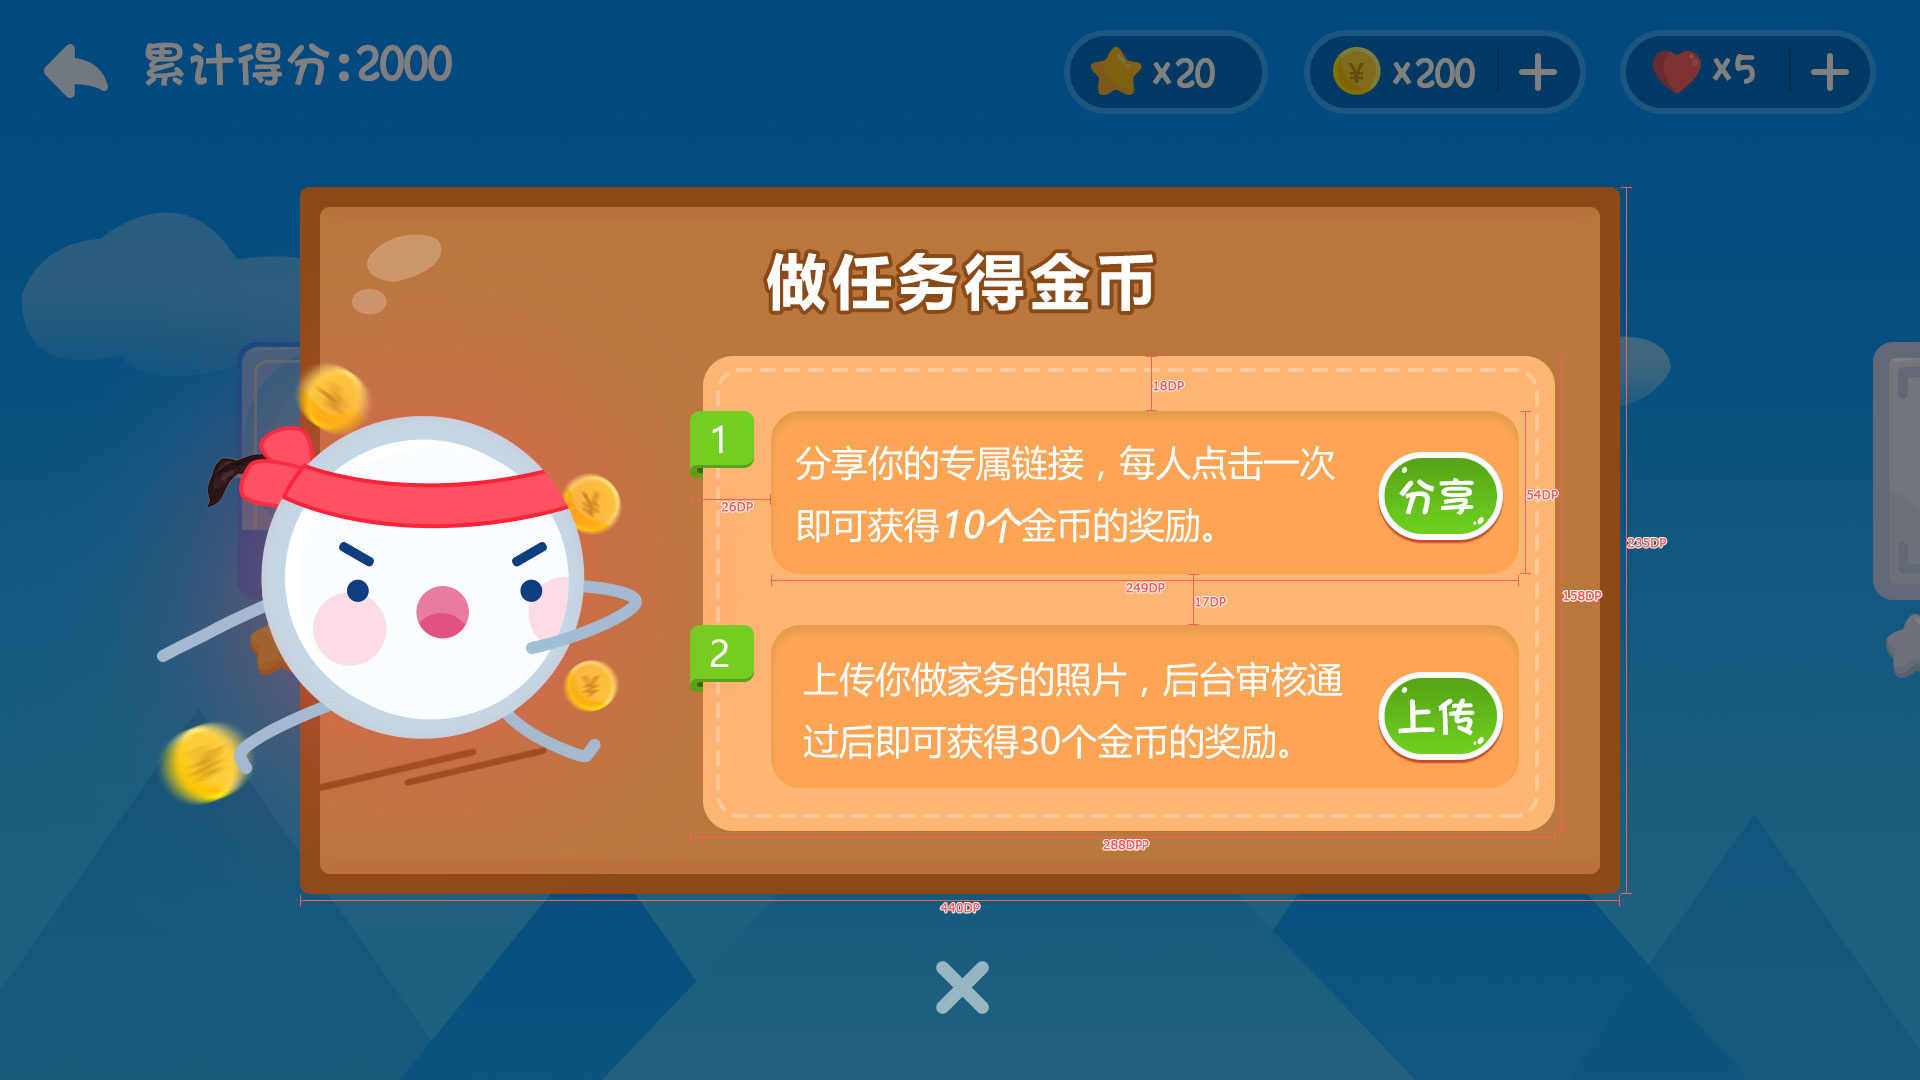 累计得分:2000
×20
¥
×200
+
×5
+
做任务得金币
18DP
1
分享你的专属链接，每人点击一次
即可获得10个金币的奖励。
分享
54DP
26DP
235DP
249DP
17DP
158DP
2
上传你做家务的照片，后台审核通
过后即可获得30个金币的奖励。
上传
288DPP
440DP